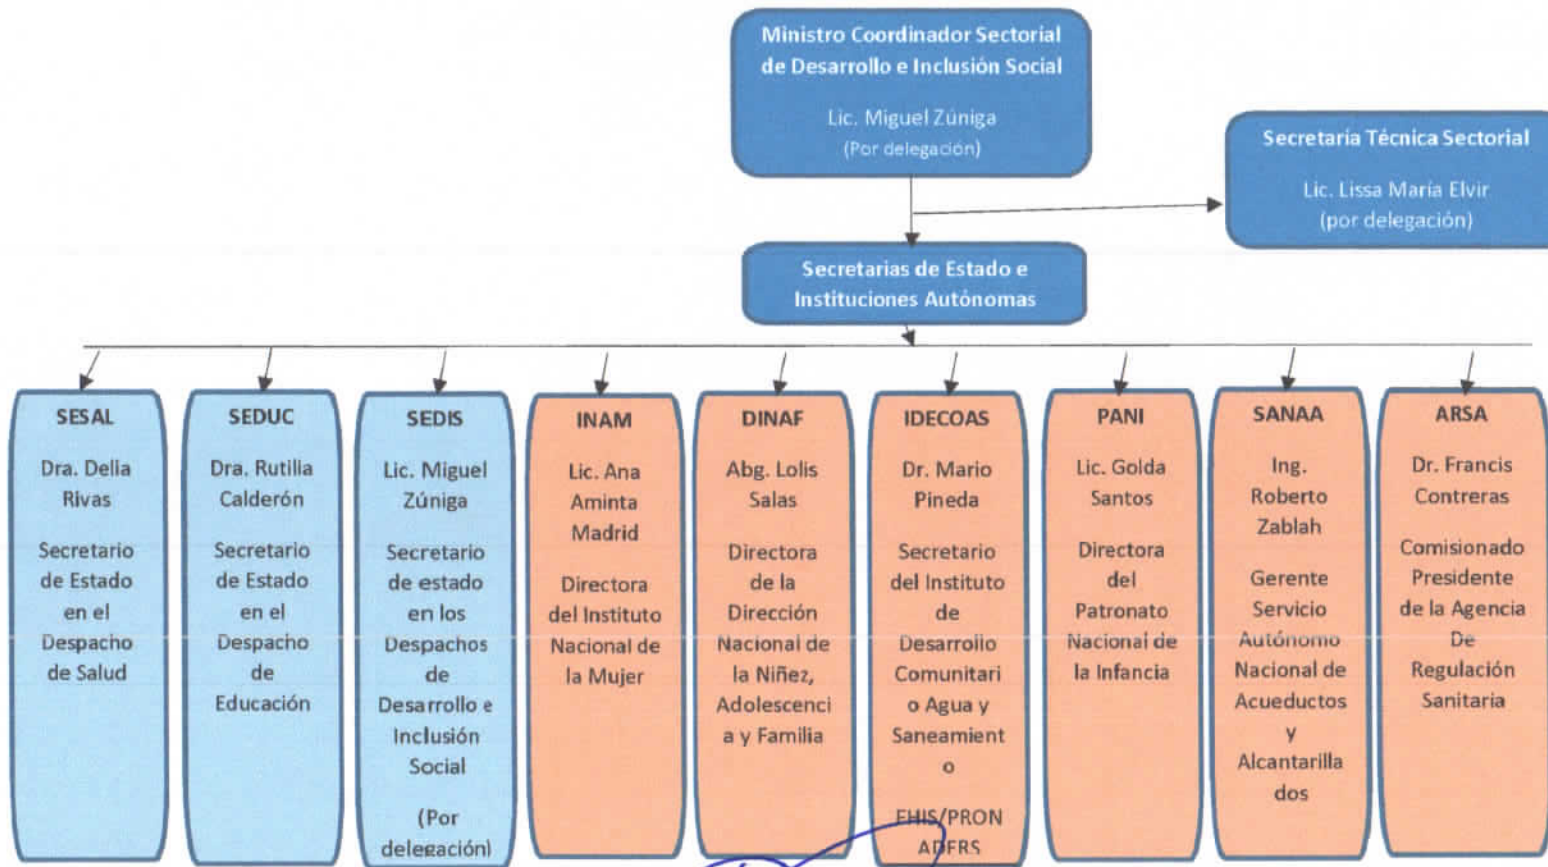 Ministro Coordinador Sectorial
de Desarrollo e Inclusión Social
Lic. Miguel Zúniga
(Por delegación)
Secretaría Técnica Sectorial
Lic. Lissa María Elvir
(por delegación)
Secretarias de Estado e
Instituciones Autónomas
SESAL
Dra. Delia
Rivas
Secretario
de Estado
en el
Despacho
de Salud
SEDUC
Dra. Rutilia
Calderón
Secretario
de Estado
en el
Despacho
de
Educación
SEDIS
Lic. Miguel
Zúniga
Secretario
de estado
en los
Despachos
de
Desarrollo e
Inclusión
Social
(Por
delegación)
INAM
Lic. Ana
Aminta
Madrid
Directora
del Instituto
Nacional de
la Mujer
DINAF
Abg. Lolis
Salas
Directora
de la
Dirección
Nacional de
la Niñez,
Adolescenci
a y Familia
IDECOAS
Dr. Mario
Pineda
Secretario
del Instituto
de
Desarrollo
Comunitari
o Agua y
Saneamient
o
FHIS/PRON
ADERS
PANI
Lic. Golda
Santos
Directora
del
Patronato
Nacional de
la Infancia
SANAA
Ing.
Roberto
Zablah
Gerente
Servicio
Autónomo
Nacional de
Acueductos
y
Alcantarilla
dos
ARSA
Dr. Francis
Contreras
Comisionado
Presidente
de la Agencia
De
Regulación
Sanitaria